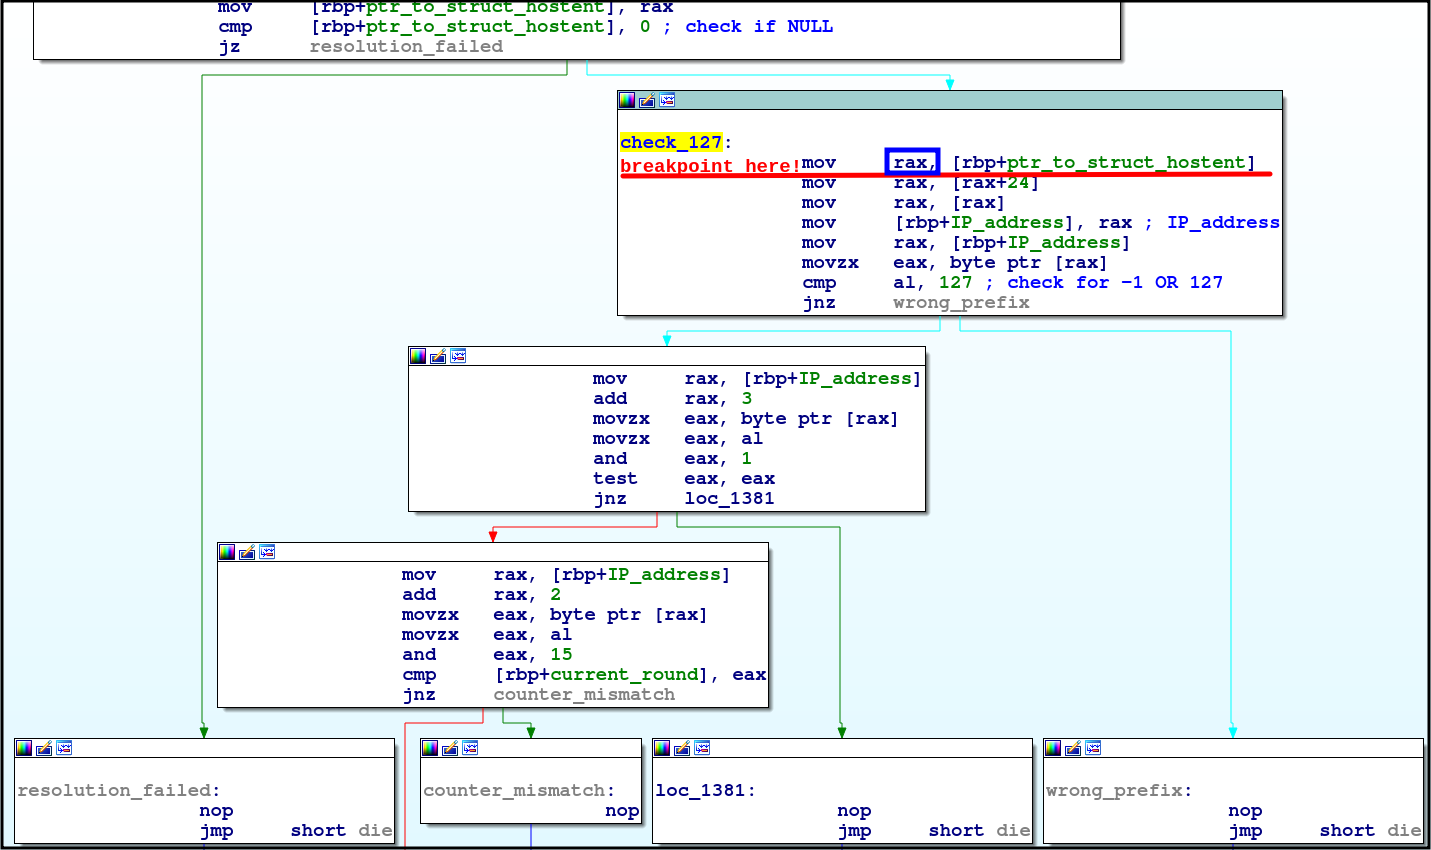 mov [rbp+ptr_to_struct_hostent], rax
cmp [rbp+ptr_to_struct_hostent], 0 ; check if NULL
jz resolution_failed
check_127:
breakpoint here! mov rax, [rbp+ptr_to_struct_hostent]
mov rax, [rax+24]
mov rax, [rax]
mov [rbp+IP_address], rax ; IP_address
mov rax, [rbp+IP_address]
movzx eax, byte ptr [rax]
cmp al, 127 ; check for -1 OR 127
jnz wrong_prefix
mov rax, [rbp+IP_address]
add rax, 3
movzx eax, byte ptr [rax]
movzx eax, al
and eax, 1
test eax, eax
jnz loc_1381
mov rax, [rbp+IP_address]
add rax, 2
movzx eax, byte ptr [rax]
movzx eax, al
and eax, 15
cmp [rbp+current_round], eax
jnz counter_mismatch
resolution_failed:
nop
jmp short die
counter_mismatch:
nop
loc_1381:
nop
jmp short die
wrong_prefix:
nop
jmp short die